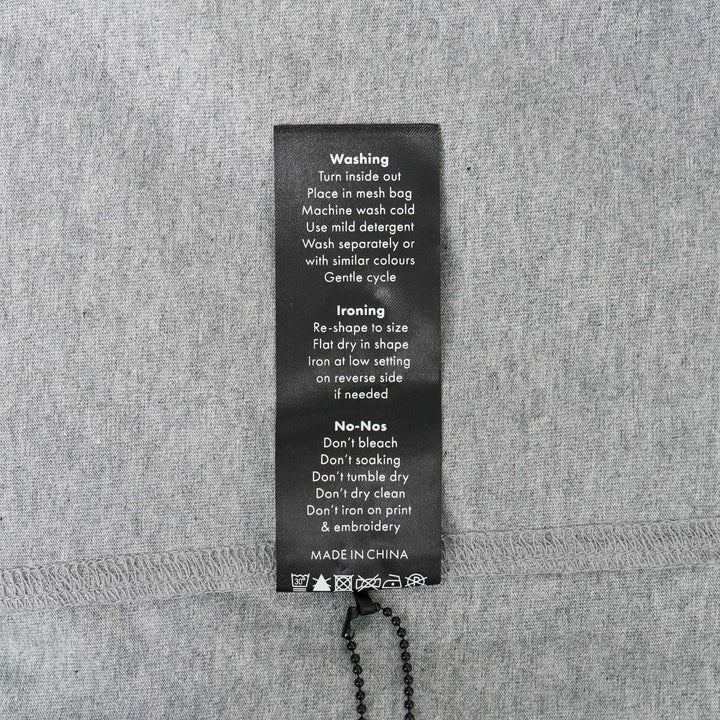 Washing
Turn inside out
Place in mesh bag
Machine wash cold
Use mild detergent
Wash separately or
with similar colours
Gentle cycle
Ironing
Re-shape to size
Flat dry in shape
Iron at low setting
on reverse side
if needed
No-Nos
Don't bleach
Don't soaking
Don't tumble dry
Don't dry clean
Don't iron on print
& embroidery
MADE IN CHINA
30°